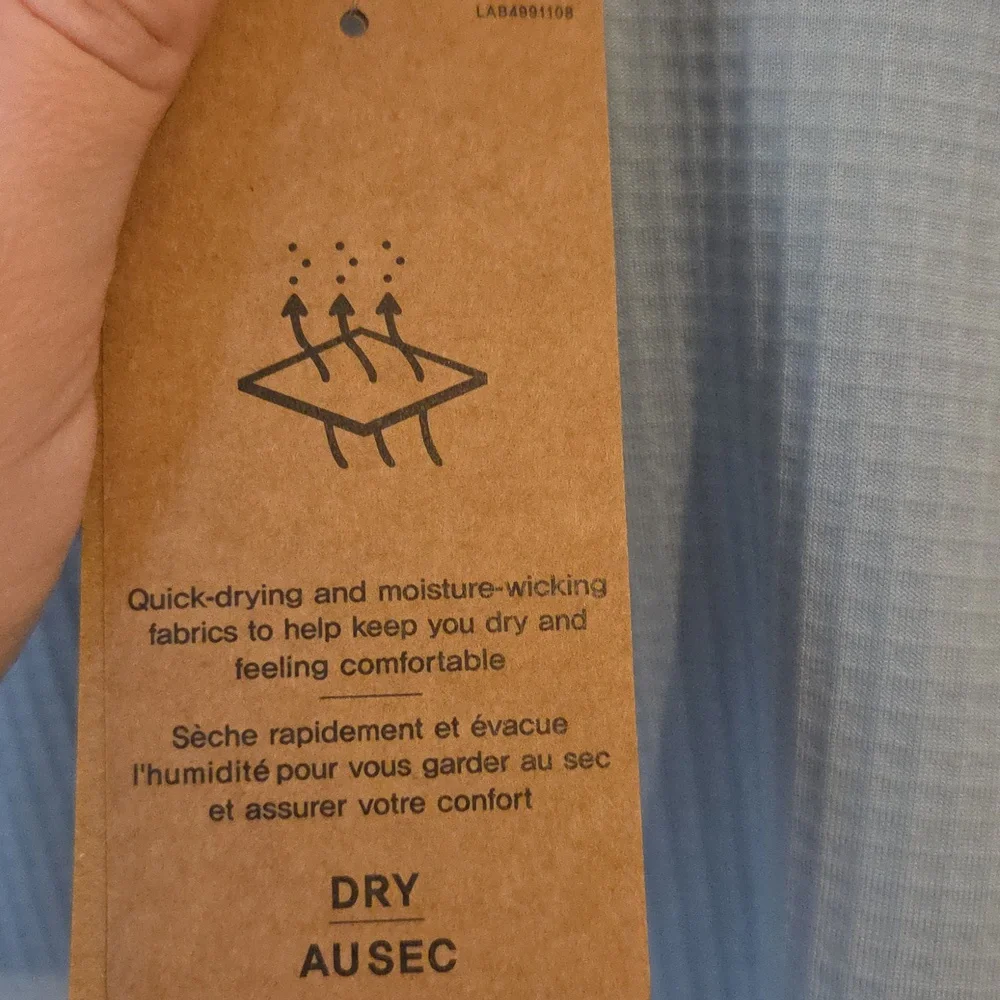 LAB4991108
Quick-drying and moisture-wicking
fabrics to help keep you dry and
feeling comfortable
Sèche rapidement et évacue
l'humidité pour vous garder au sec
et assurer votre confort
DRY
AU SEC